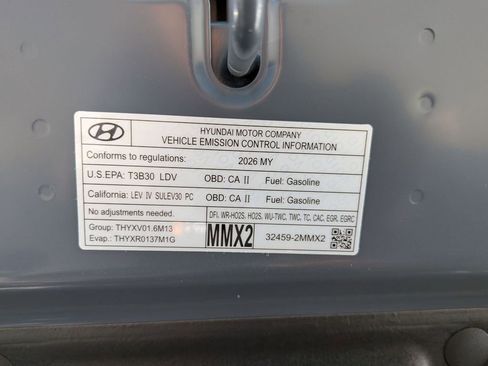 HYUNDAI MOTOR COMPANY
VEHICLE EMISSION CONTROL INFORMATION
Conforms to regulations: 2026 MY
U.S.EPA: T3B30 LDV OBD: CA II Fuel: Gasoline
California: LEV IV SULEV30 PC OBD: CA II Fuel: Gasoline
No adjustments needed. DFI, WR-HO2S, HO2S, WU-TWC, TWC, TC, CAC, EGR, EGRC
Group: THYXV01.6M13
Evap.: THYXR0137M1G
MMX2 32459-2MMX2